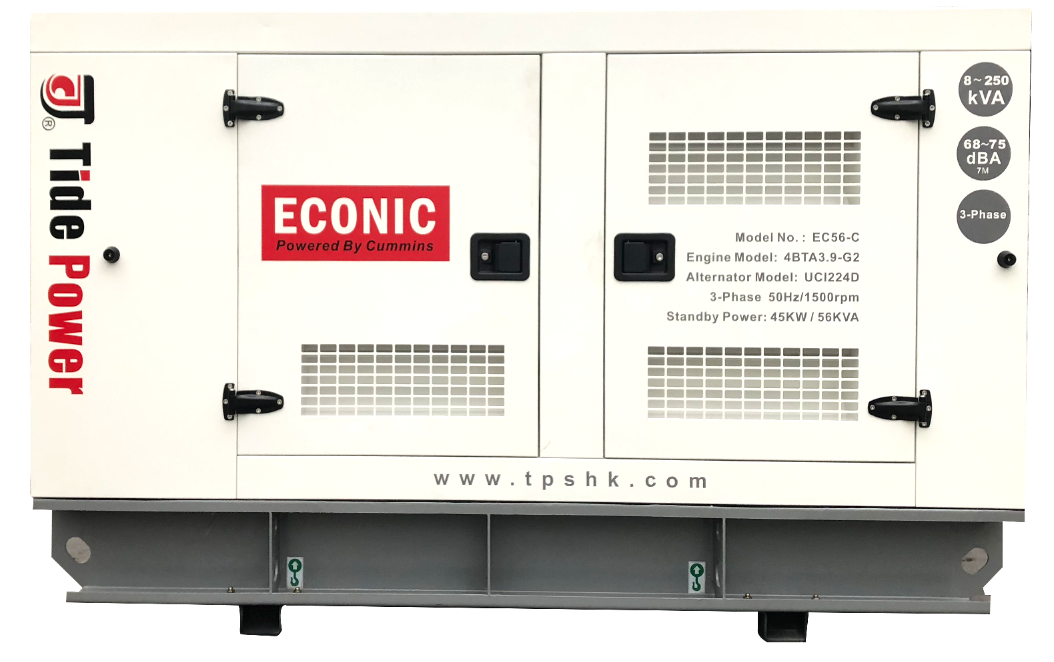 Tide Power
®
ECONIC
Powered By Cummins
8~250
kVA
68~75
dBA
7M
3-Phase
Model No. : EC56-C
Engine Model: 4BTA3.9-G2
Alternator Model: UCI224D
3-Phase 50Hz/1500rpm
Standby Power: 45KW / 56KVA
www.tpshk.com